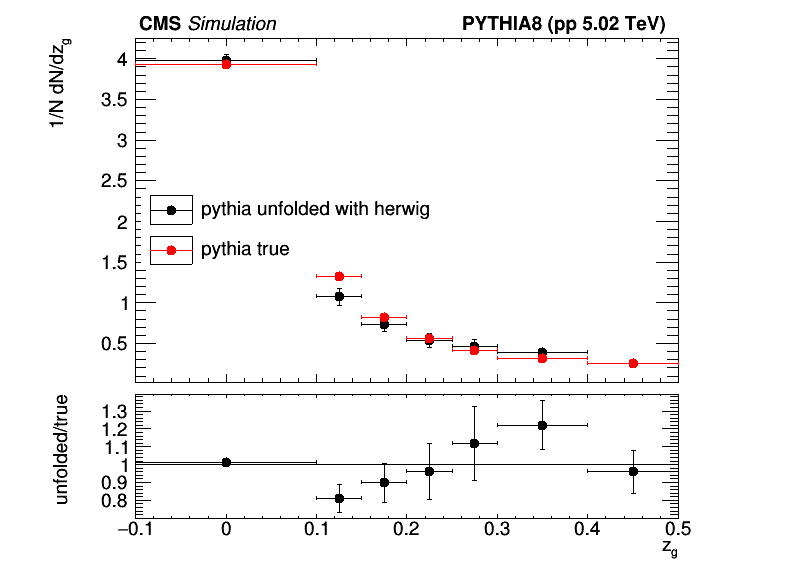 CMS Simulation PYTHIA8 (pp 5.02 TeV)
1/N dN/dz_g
4
3.5
3
2.5
2
1.5
1
0.5
pythia unfolded with herwig
pythia true
unfolded/true
1.3
1.2
1.1
1
0.9
0.8
−0.1 0 0.1 0.2 0.3 0.4 0.5
z_g